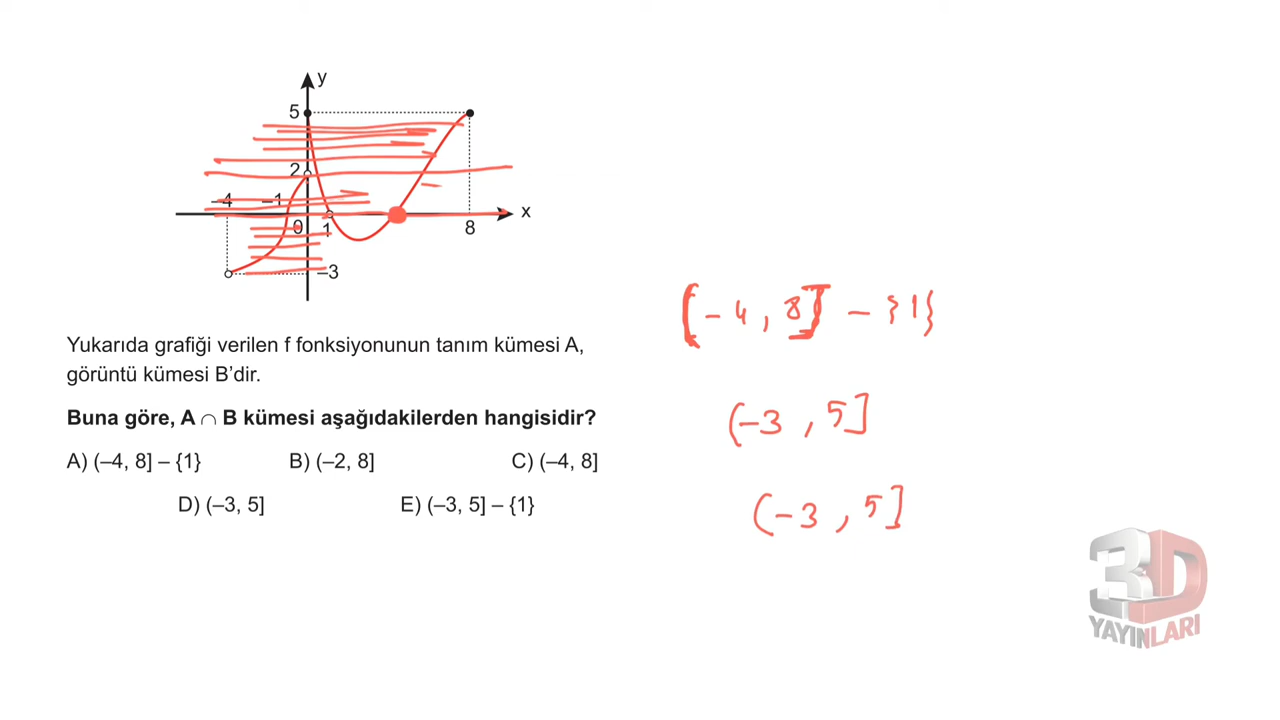 y
5
2
–4
–1
0
1
8
x
–3
[–4, 8] – {1}
Yukarıda grafiği verilen f fonksiyonunun tanım kümesi A,
görüntü kümesi B'dir.
(–3, 5]
Buna göre, A ∩ B kümesi aşağıdakilerden hangisidir?
A) (–4, 8] – {1} B) (–2, 8] C) (–4, 8]
D) (–3, 5] E) (–3, 5] – {1}
(–3, 5]
3D
YAYINLARI